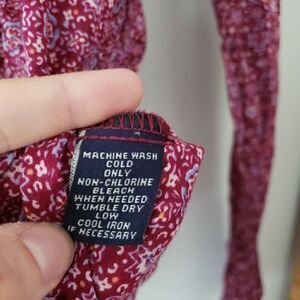 MACHINE WASH
COLD
ONLY
NON-CHLORINE
BLEACH
WHEN NEEDED
TUMBLE DRY
LOW
COOL IRON
IF NECESSARY